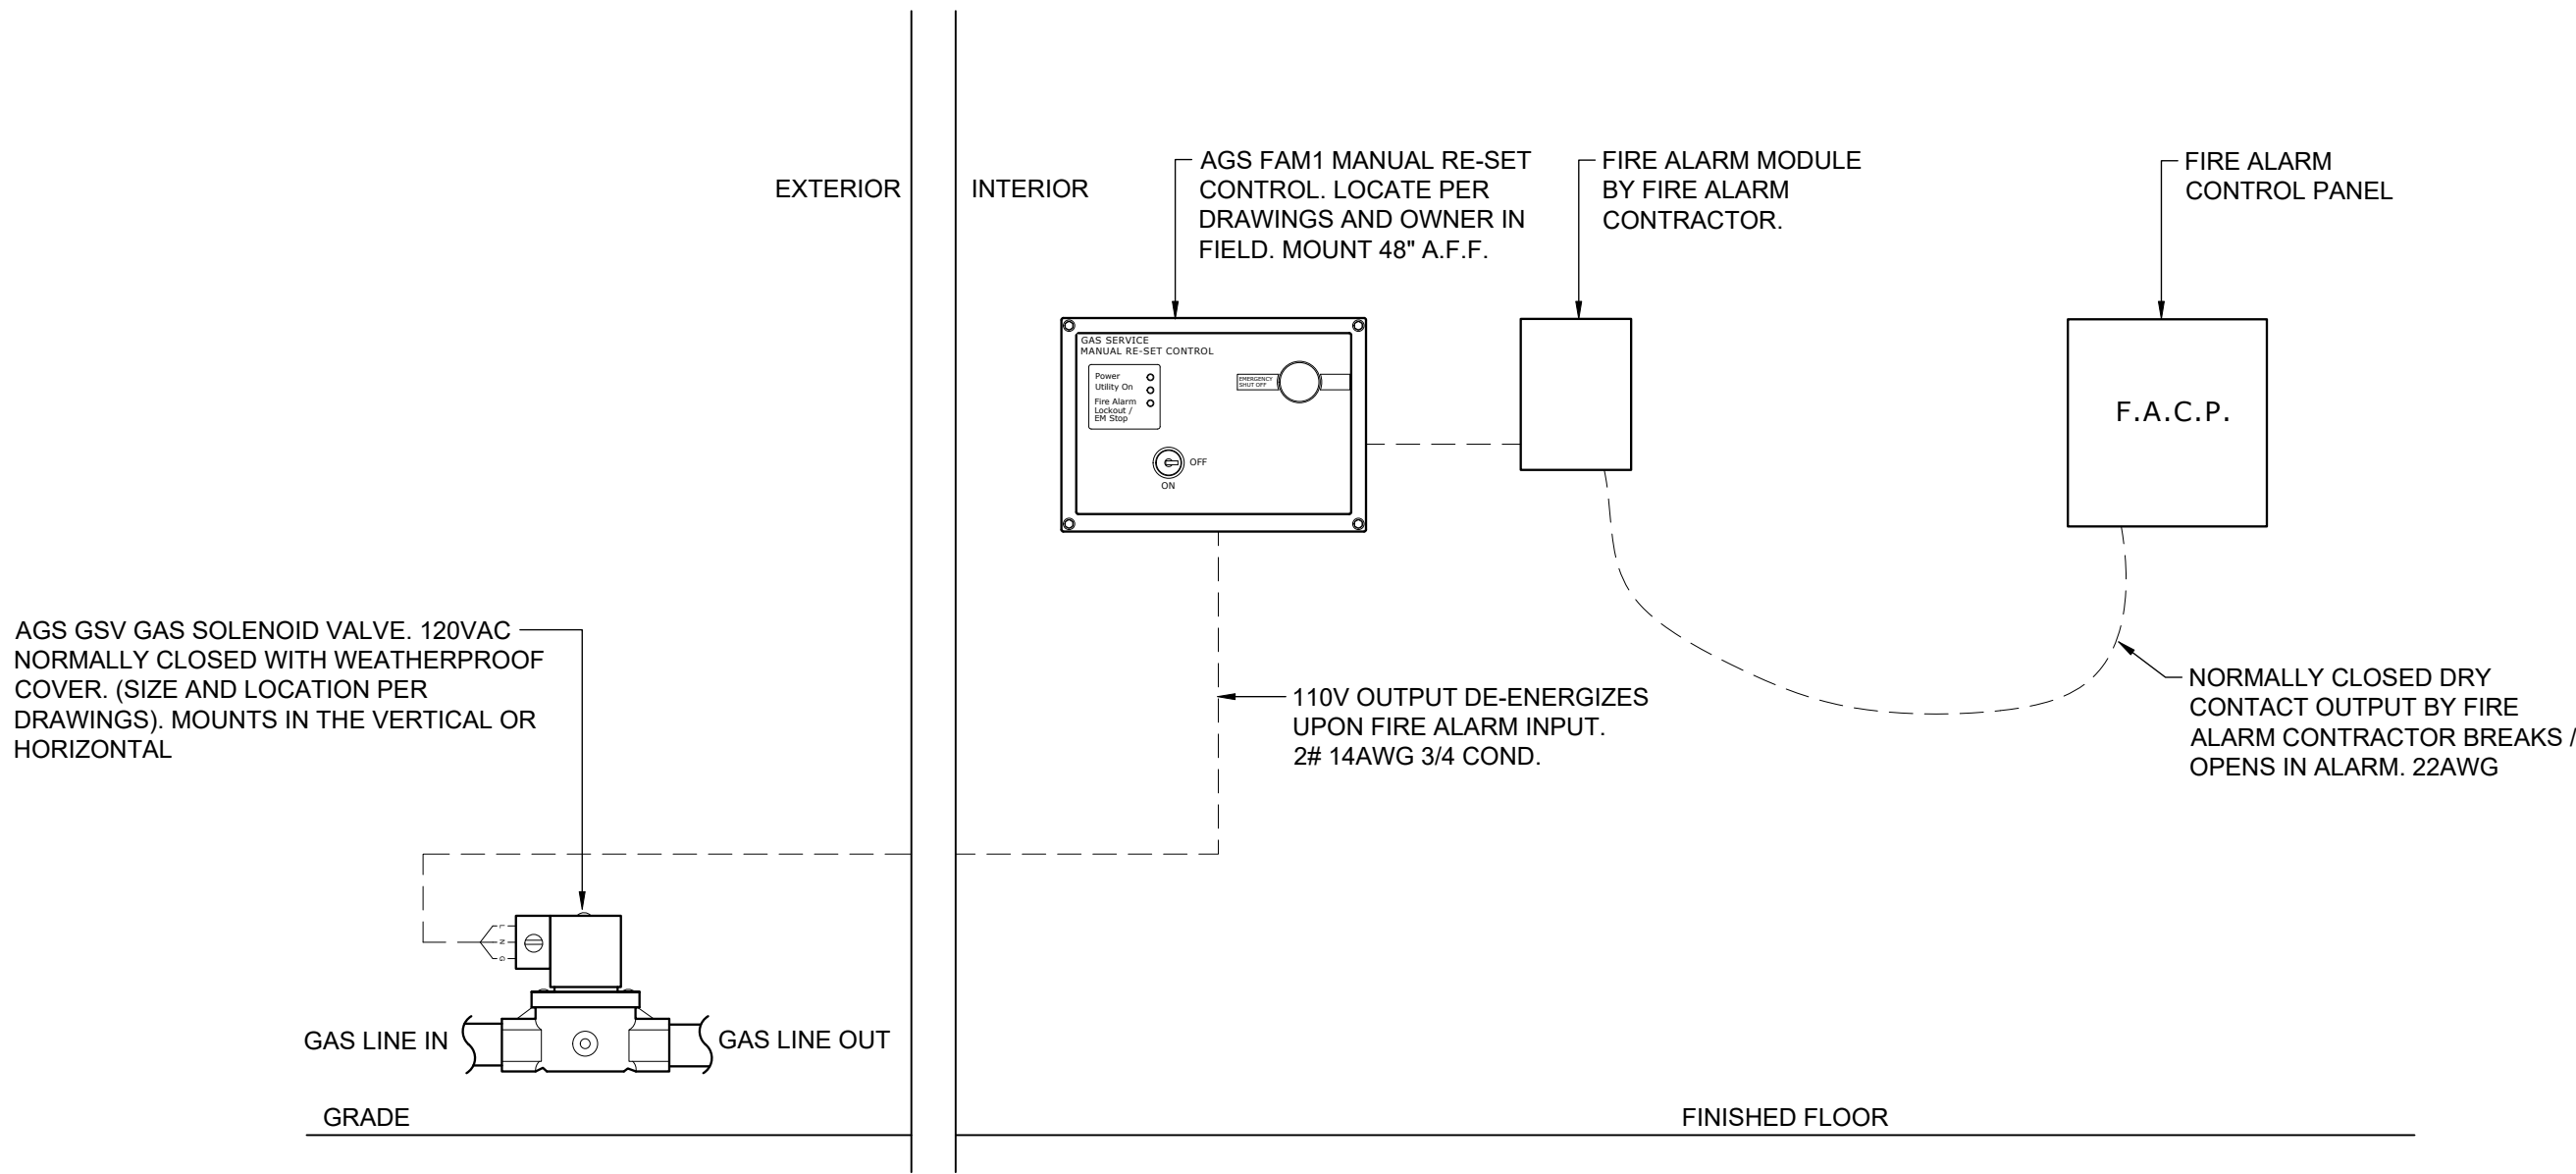 EXTERIOR
INTERIOR
AGS FAM1 MANUAL RE-SET
CONTROL. LOCATE PER
DRAWINGS AND OWNER IN
FIELD. MOUNT 48" A.F.F.
FIRE ALARM MODULE
BY FIRE ALARM
CONTRACTOR.
FIRE ALARM
CONTROL PANEL
GAS SERVICE
MANUAL RE-SET CONTROL
Power
Utility On
Fire Alarm
Lockout /
EM Stop
EMERGENCY
SHUT OFF
OFF
ON
F.A.C.P.
AGS GSV GAS SOLENOID VALVE. 120VAC
NORMALLY CLOSED WITH WEATHERPROOF
COVER. (SIZE AND LOCATION PER
DRAWINGS). MOUNTS IN THE VERTICAL OR
HORIZONTAL
110V OUTPUT DE-ENERGIZES
UPON FIRE ALARM INPUT.
2# 14AWG 3/4 COND.
NORMALLY CLOSED DRY
CONTACT OUTPUT BY FIRE
ALARM CONTRACTOR BREAKS /
OPENS IN ALARM. 22AWG
L
N
G
GAS LINE IN
GAS LINE OUT
GRADE
FINISHED FLOOR